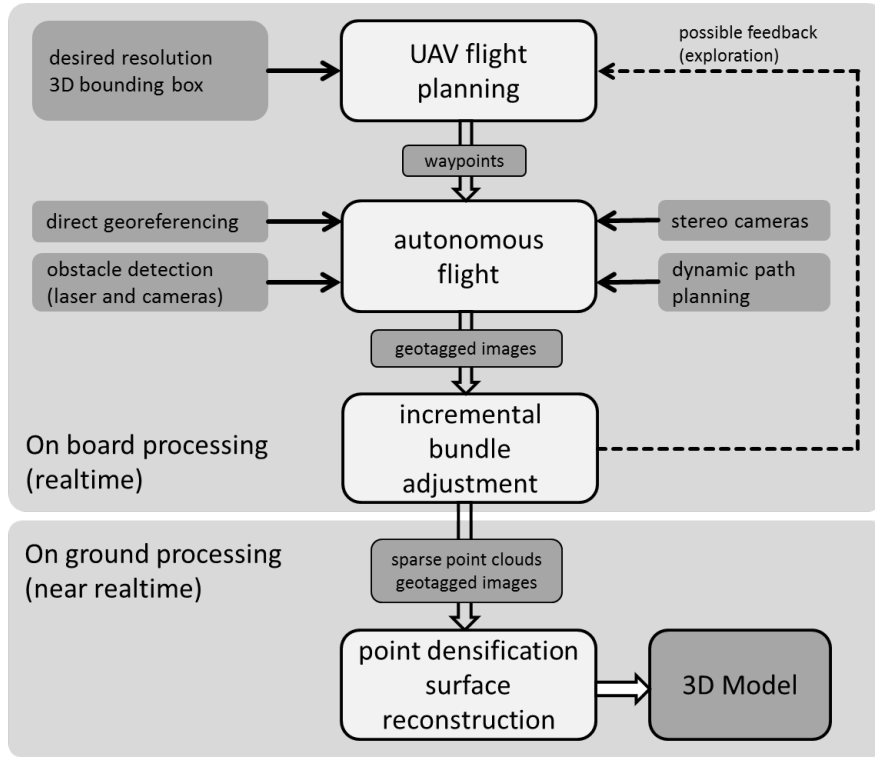 desired resolution
3D bounding box
UAV flight
planning
possible feedback
(exploration)
waypoints
direct georeferencing
obstacle detection
(laser and cameras)
autonomous
flight
stereo cameras
dynamic path
planning
geotagged images
incremental
bundle
adjustment
On board processing
(realtime)
On ground processing
(near realtime)
sparse point clouds
geotagged images
point densification
surface
reconstruction
3D Model